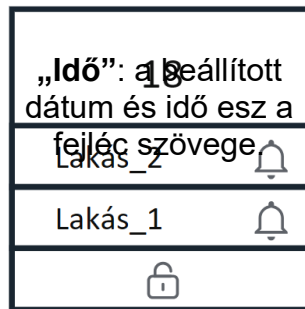 18
„Idő”: a beállított
dátum és idő esz a
fejléc szövege.
Lakás_2
Lakás_1